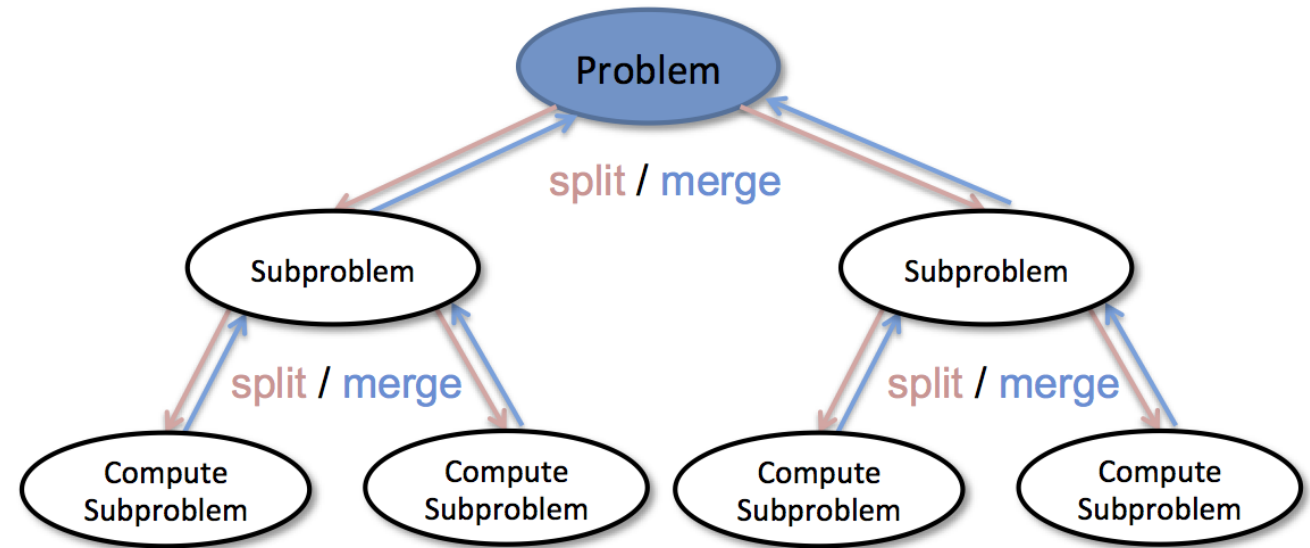 Problem
split / merge
Subproblem
Subproblem
split / merge
split / merge
Compute
Subproblem
Compute
Subproblem
Compute
Subproblem
Compute
Subproblem